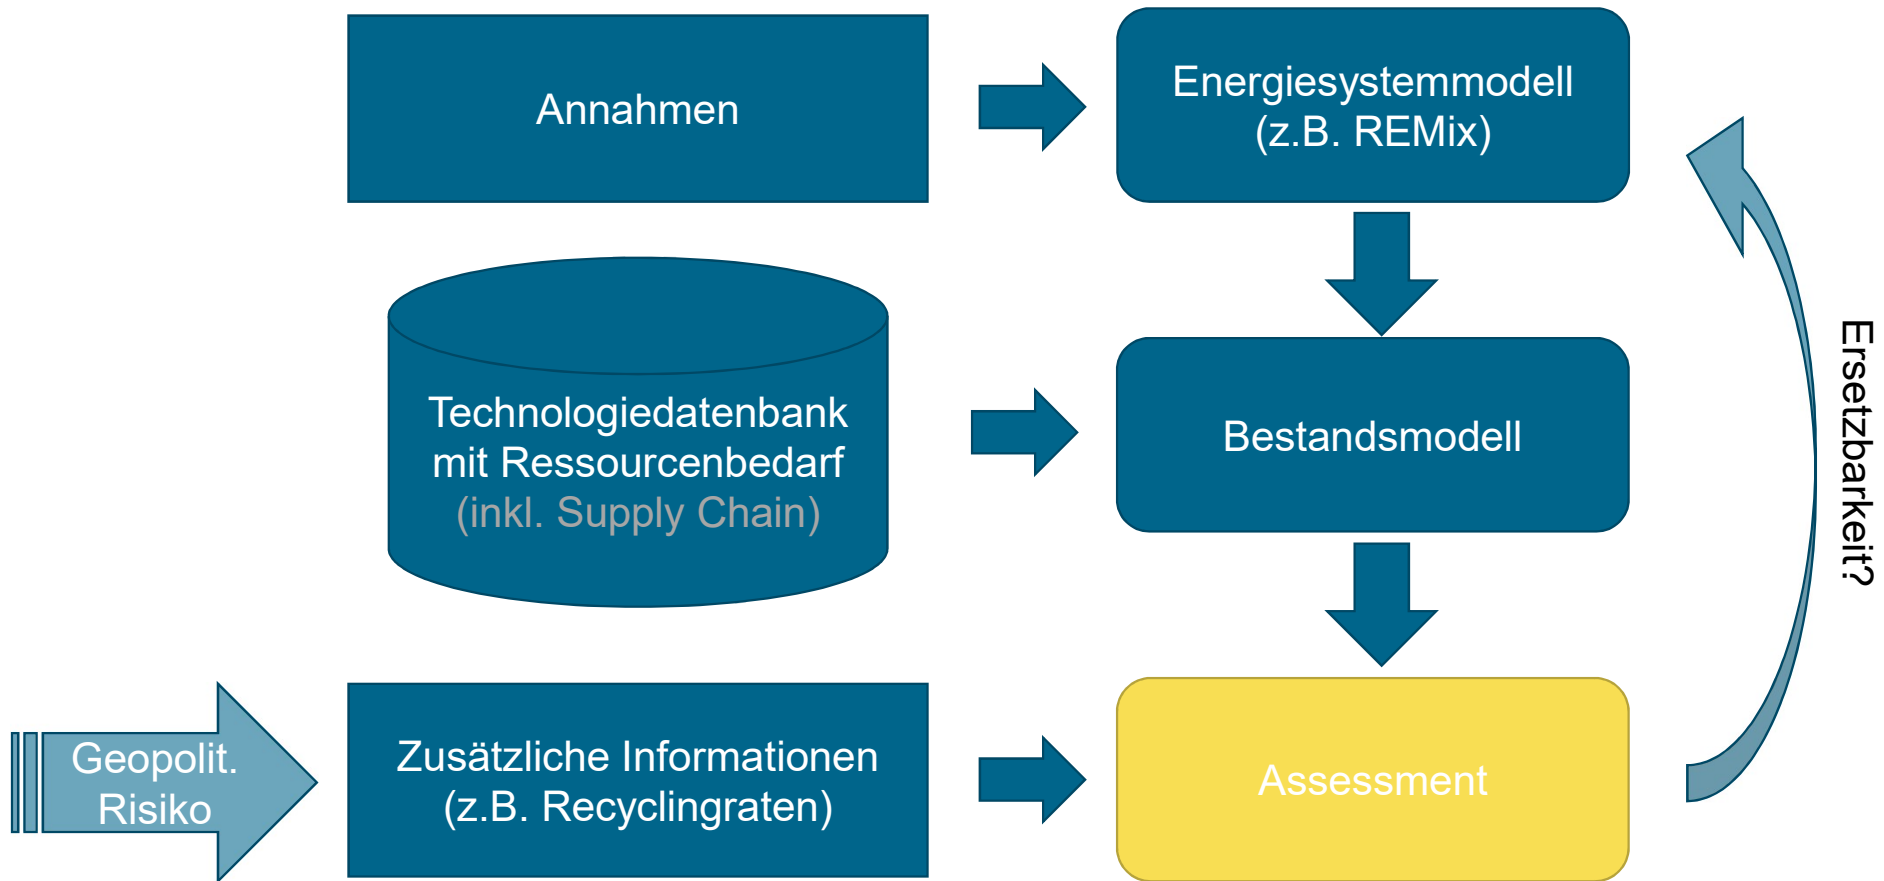 Annahmen
Energiesystemmodell
(z.B. REMix)
Technologiedatenbank
mit Ressourcenbedarf
(inkl. Supply Chain)
Bestandsmodell
Ersetzbarkeit?
Geopolit.
Risiko
Zusätzliche Informationen
(z.B. Recyclingraten)
Assessment